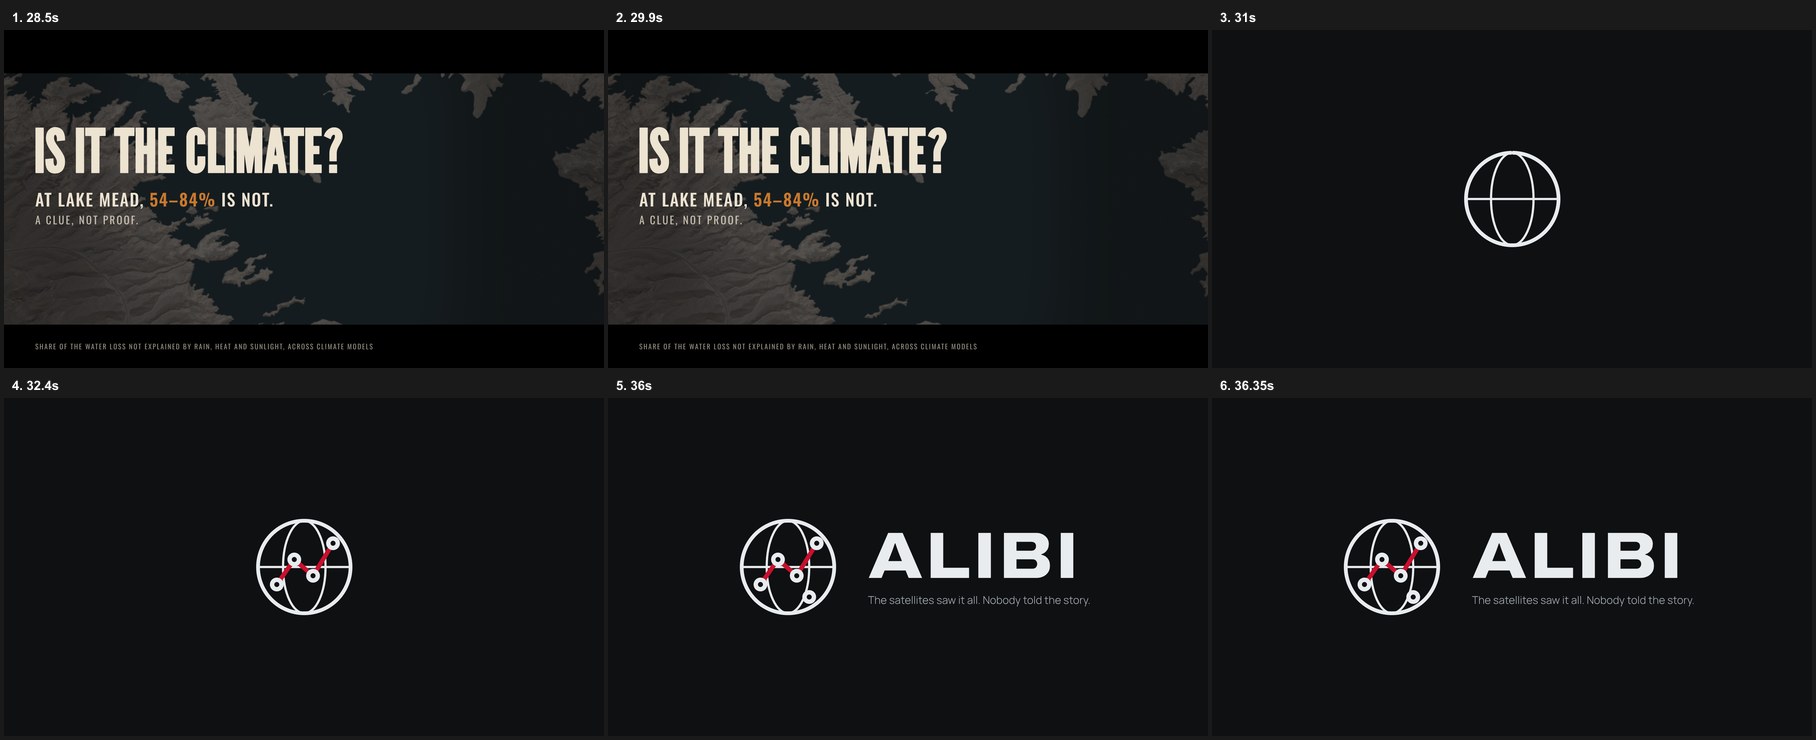 1. 28.5s
IS IT THE CLIMATE?
AT LAKE MEAD, 54–84% IS NOT.
A CLUE, NOT PROOF.
SHARE OF THE WATER LOSS NOT EXPLAINED BY RAIN, HEAT AND SUNLIGHT, ACROSS CLIMATE MODELS
2. 29.9s
IS IT THE CLIMATE?
AT LAKE MEAD, 54–84% IS NOT.
A CLUE, NOT PROOF.
SHARE OF THE WATER LOSS NOT EXPLAINED BY RAIN, HEAT AND SUNLIGHT, ACROSS CLIMATE MODELS
3. 31s
4. 32.4s
5. 36s
ALIBI
The satellites saw it all. Nobody told the story.
6. 36.35s
ALIBI
The satellites saw it all. Nobody told the story.